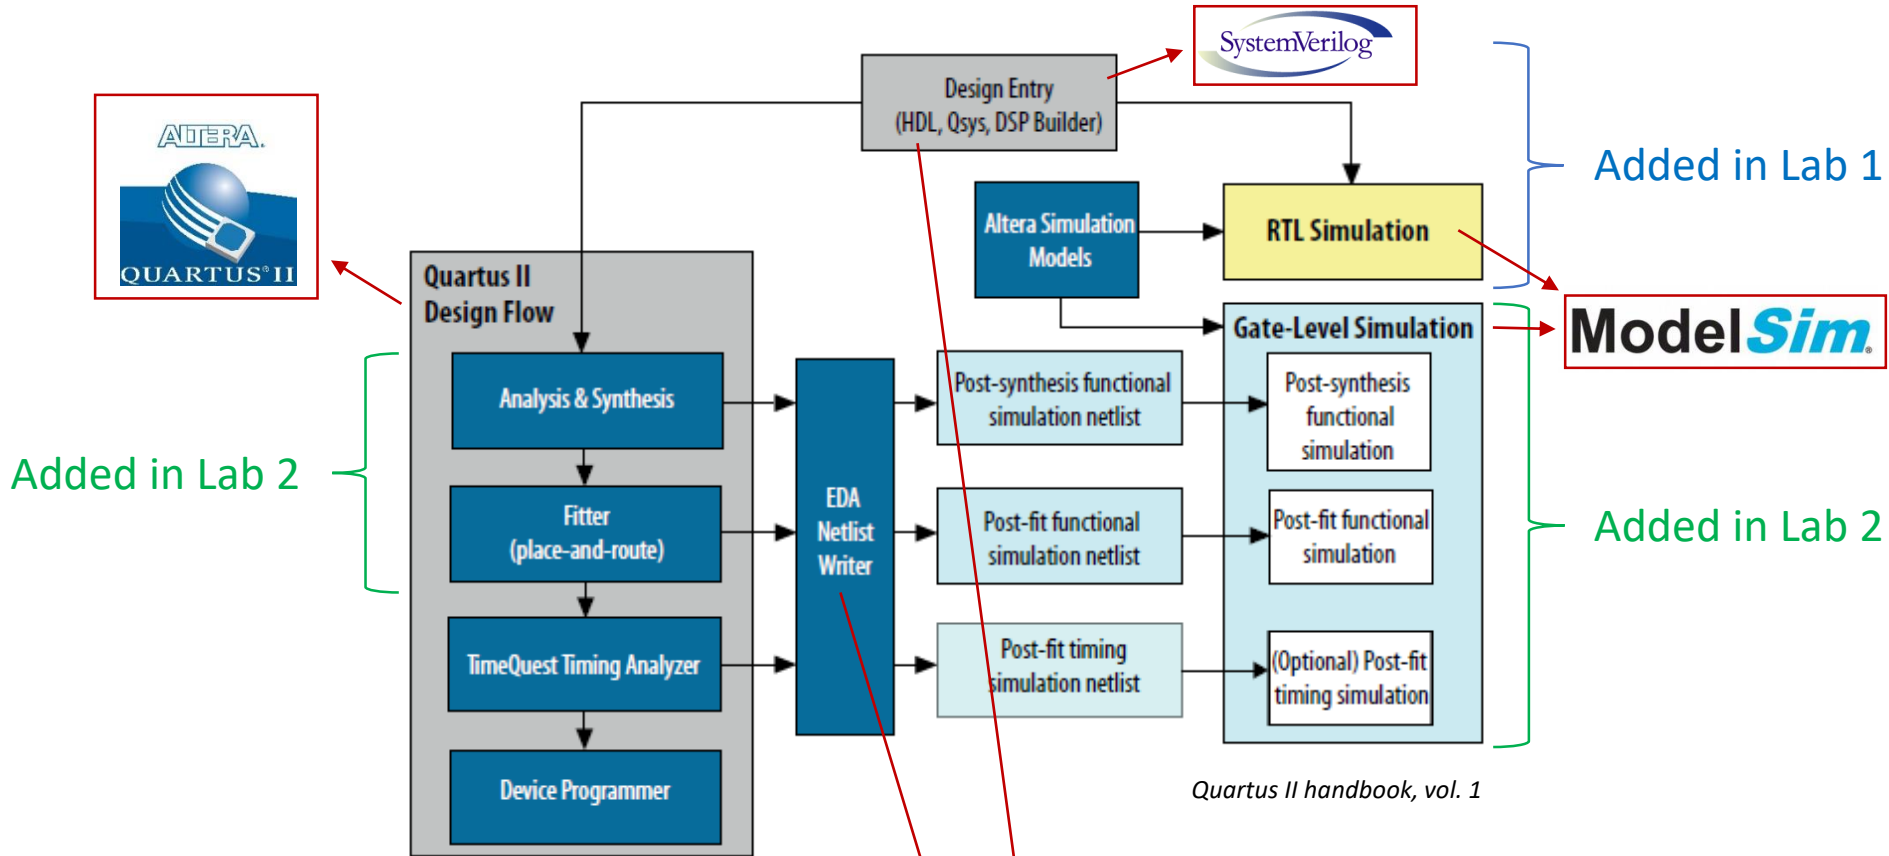 SystemVerilog
Design Entry
(HDL, Qsys, DSP Builder)
ALTERA.
QUARTUS® II
Added in Lab 1
Altera Simulation
Models
RTL Simulation
Quartus II
Design Flow
ModelSim®
Gate-Level Simulation
Analysis & Synthesis
Post-synthesis functional
simulation netlist
Post-synthesis
functional
simulation
Added in Lab 2
Fitter
(place-and-route)
EDA
Netlist
Writer
Post-fit functional
simulation netlist
Post-fit functional
simulation
Added in Lab 2
TimeQuest Timing Analyzer
Post-fit timing
simulation netlist
(Optional) Post-fit
timing simulation
Device Programmer
Quartus II handbook, vol. 1